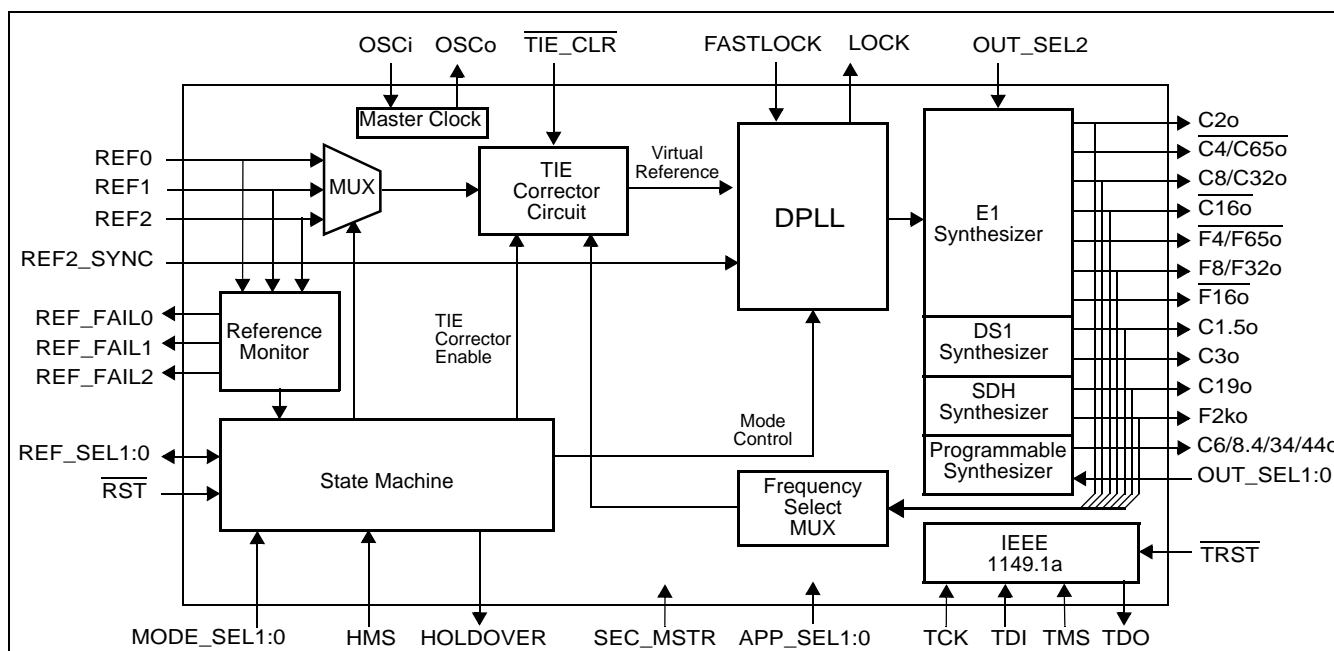 OSCi
OSCo
TIE_CLR
FASTLOCK
LOCK
OUT_SEL2
Master Clock
REF0
REF1
REF2
REF2_SYNC
MUX
TIE
Corrector
Circuit
Virtual
Reference
DPLL
E1
Synthesizer
DS1
Synthesizer
SDH
Synthesizer
Programmable
Synthesizer
C2o
C4/C65o
C8/C32o
C16o
F4/F65o
F8/F32o
F16o
C1.5o
C3o
C19o
F2ko
C6/8.4/34/44o
OUT_SEL1:0
REF_FAIL0
REF_FAIL1
REF_FAIL2
Reference
Monitor
TIE
Corrector
Enable
Mode
Control
REF_SEL1:0
RST
State Machine
Frequency
Select
MUX
IEEE
1149.1a
TRST
MODE_SEL1:0
HMS
HOLDOVER
SEC_MSTR
APP_SEL1:0
TCK
TDI
TMS
TDO